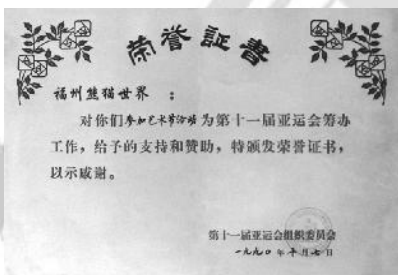 荣誉証書
福州熊猫世界：
对你们参加艺术节活动为第十一届亚运会筹办
工作，给予的支持和赞助，特颁发荣誉证书，
以示感谢。
第十一届亚运会组织委员会
一九九〇年 月七日